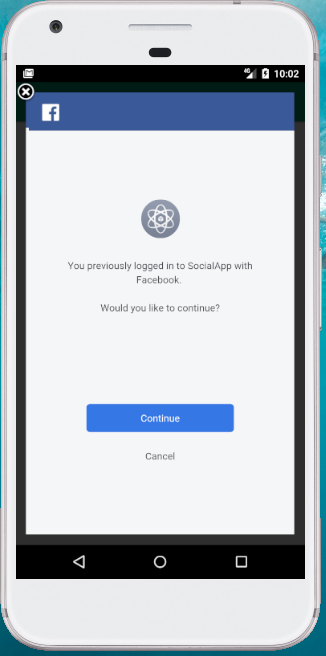 4G 10:02
You previously logged in to SocialApp with
Facebook.
Would you like to continue?
Continue
Cancel